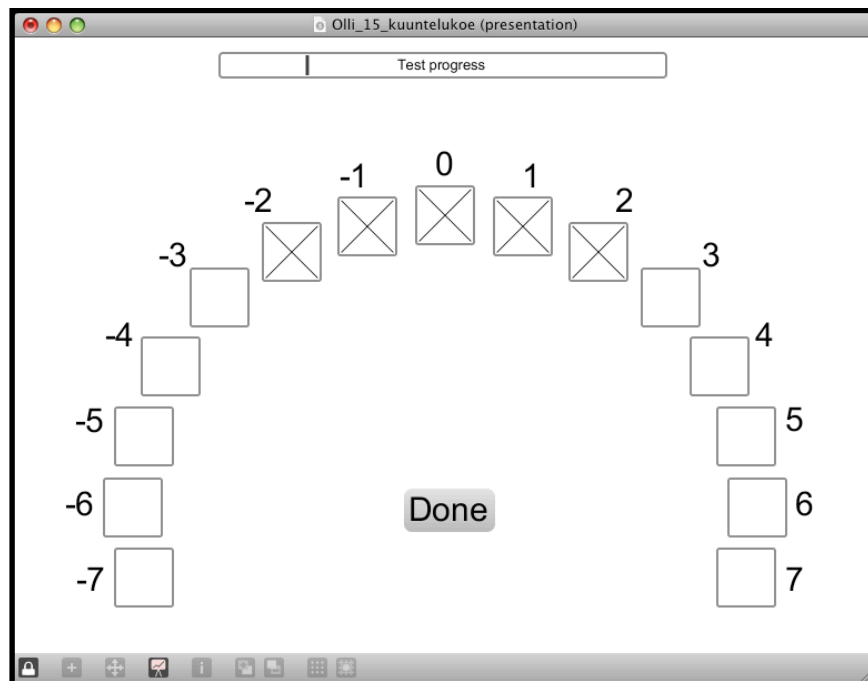 Olli_15_kuuntelukoe (presentation)
Test progress
0
-1 1
-2 2
-3 3
-4 4
-5 5
-6 6
-7 7
Done